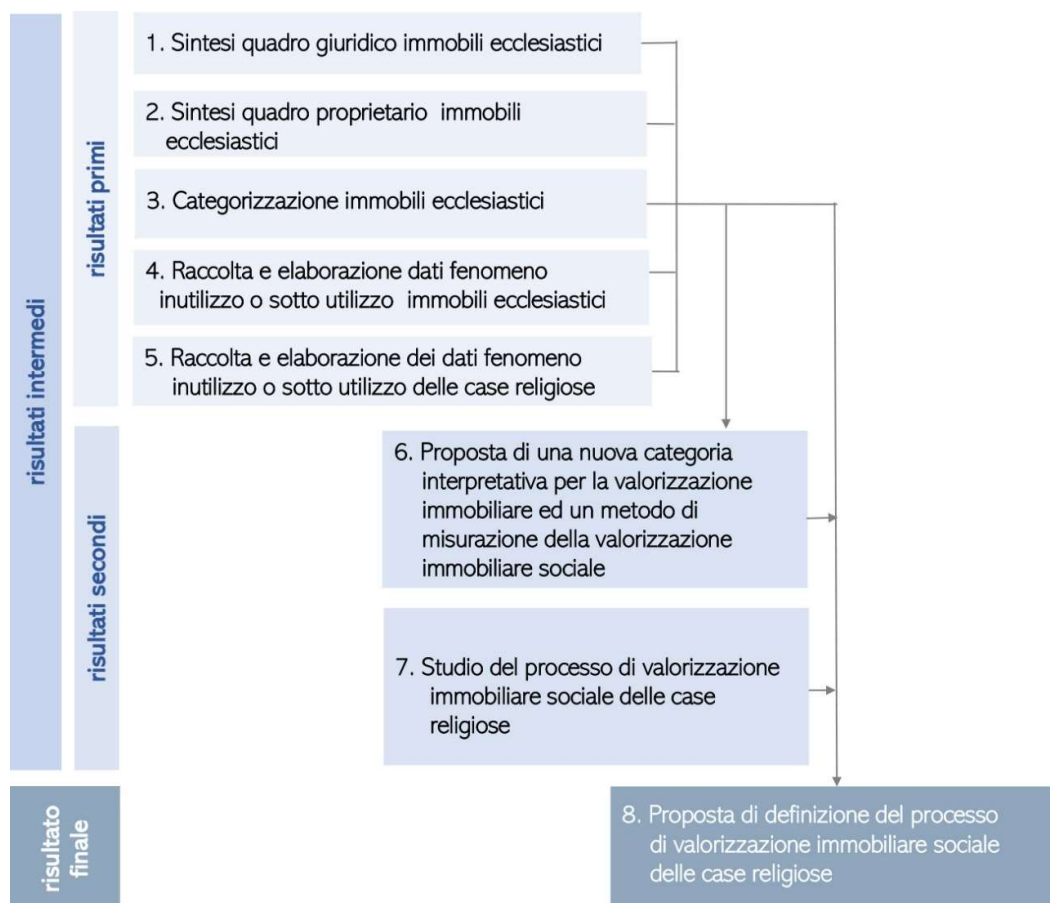 risultati intermedi
risultati primi
1. Sintesi quadro giuridico immobili ecclesiastici
2. Sintesi quadro proprietario immobili
ecclesiastici
3. Categorizzazione immobili ecclesiastici
4. Raccolta e elaborazione dati fenomeno
inutilizzo o sotto utilizzo immobili ecclesiastici
5. Raccolta e elaborazione dei dati fenomeno
inutilizzo o sotto utilizzo delle case religiose
risultati secondi
6. Proposta di una nuova categoria
interpretativa per la valorizzazione
immobiliare ed un metodo di
misurazione della valorizzazione
immobiliare sociale
7. Studio del processo di valorizzazione
immobiliare sociale delle case
religiose
risultato
finale
8. Proposta di definizione del processo
di valorizzazione immobiliare sociale
delle case religiose